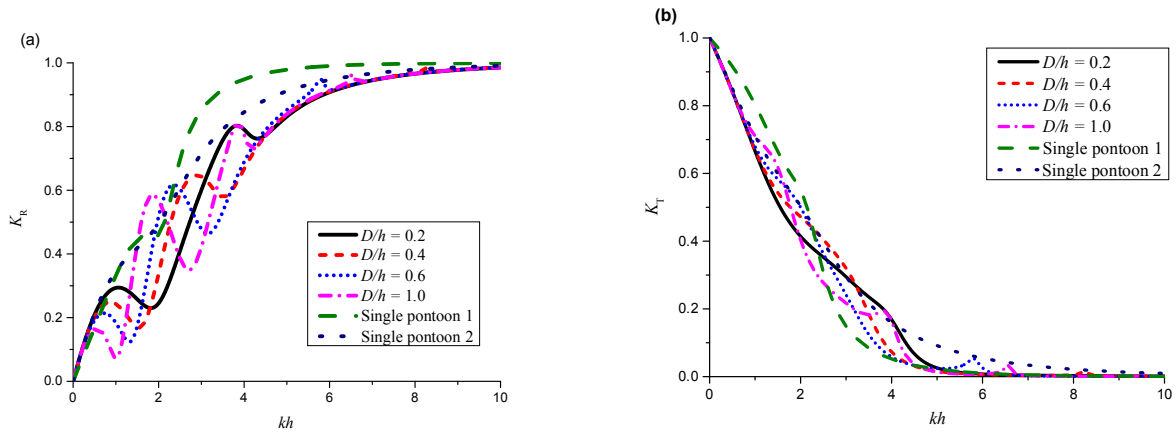 (a)
1.0
0.8
0.6
0.4
0.2
0.0
K_R
D/h = 0.2
D/h = 0.4
D/h = 0.6
D/h = 1.0
Single pontoon 1
Single pontoon 2
0 2 4 6 8 10
kh
(b)
1.0
0.8
0.6
0.4
0.2
0.0
K_T
D/h = 0.2
D/h = 0.4
D/h = 0.6
D/h = 1.0
Single pontoon 1
Single pontoon 2
0 2 4 6 8 10
kh